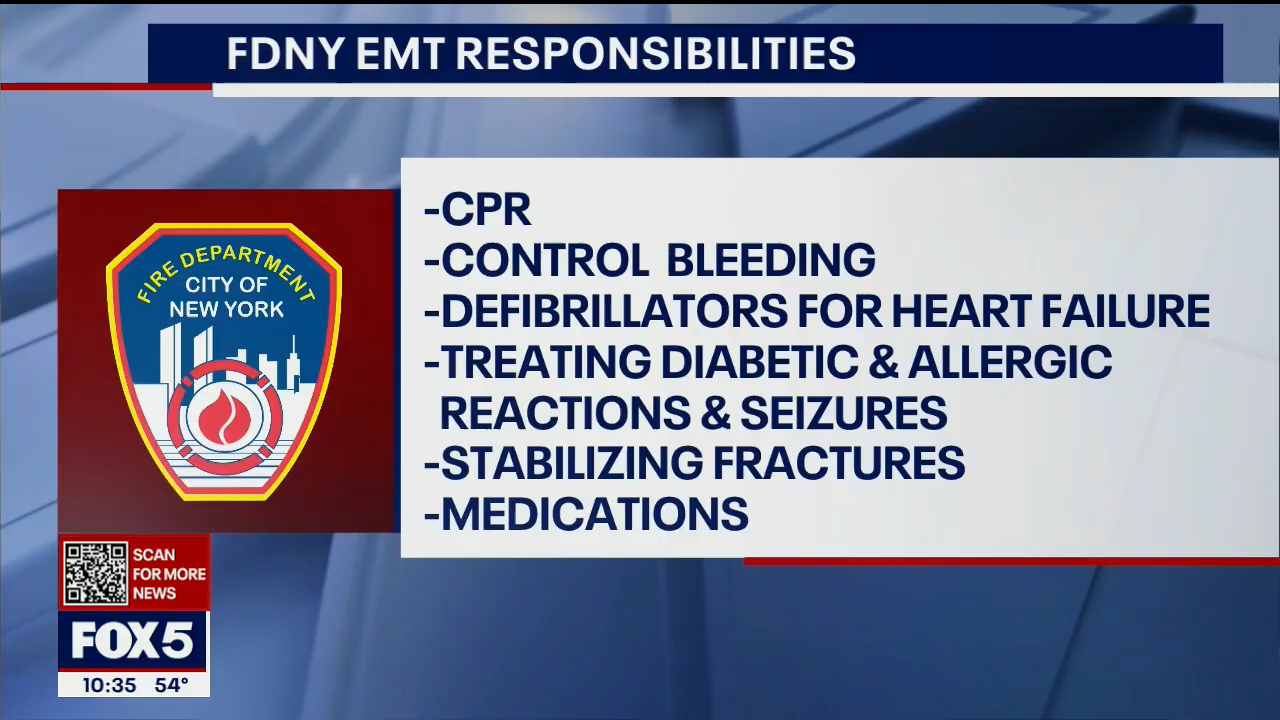 FDNY EMT RESPONSIBILITIES
FIRE DEPARTMENT
CITY OF
NEW YORK
-CPR
-CONTROL BLEEDING
-DEFIBRILLATORS FOR HEART FAILURE
-TREATING DIABETIC & ALLERGIC
REACTIONS & SEIZURES
-STABILIZING FRACTURES
-MEDICATIONS
SCAN
FOR MORE
NEWS
FOX5
10:35 54°